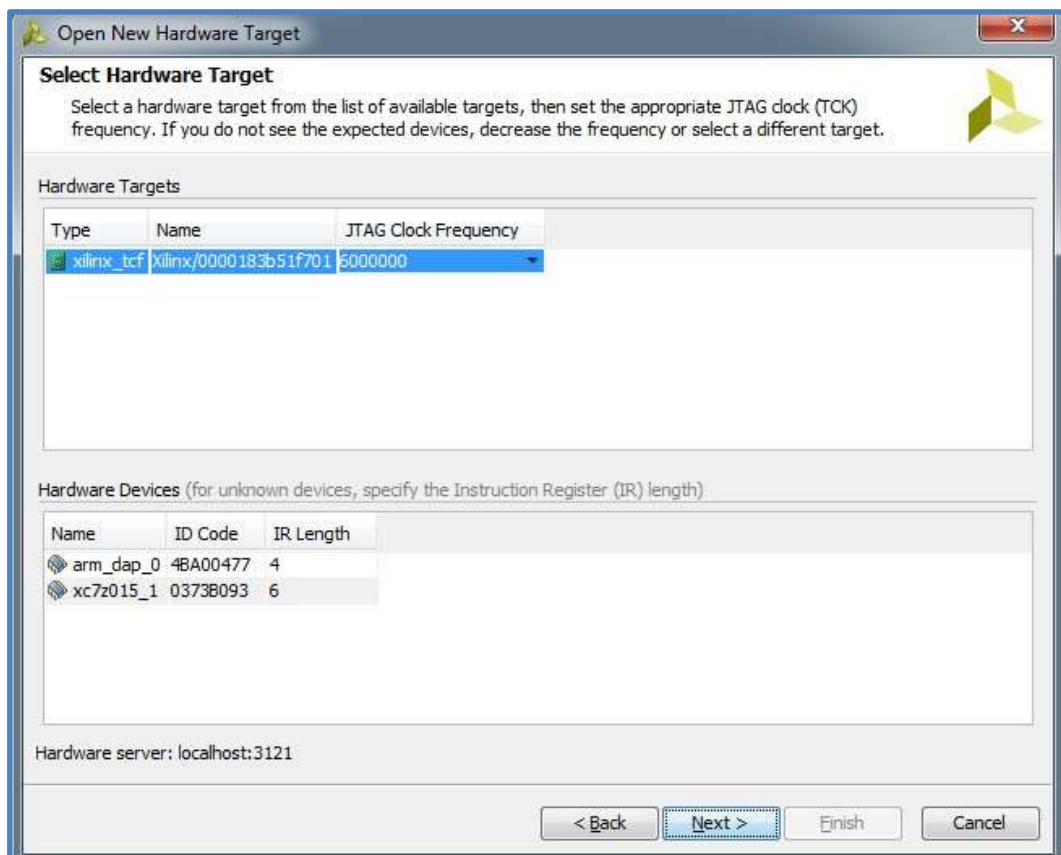 Open New Hardware Target
Select Hardware Target
Select a hardware target from the list of available targets, then set the appropriate JTAG clock (TCK)
frequency. If you do not see the expected devices, decrease the frequency or select a different target.
Hardware Targets
Type Name JTAG Clock Frequency
xilinx_tcf Xilinx/0000183b51f701 6000000
Hardware Devices (for unknown devices, specify the Instruction Register (IR) length)
Name ID Code IR Length
arm_dap_0 4BA00477 4
xc7z015_1 0373B093 6
Hardware server: localhost:3121
< Back Next > Finish Cancel